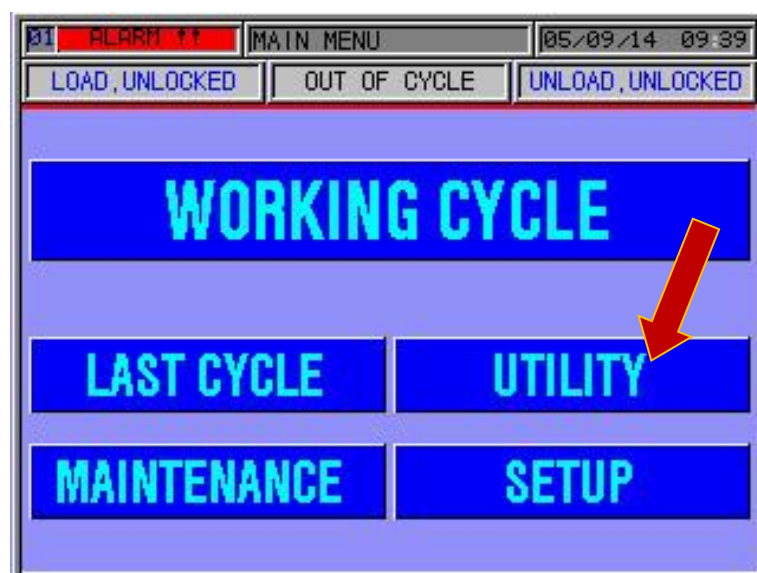 01 ALARM !! MAIN MENU 05/09/14 09:39
LOAD,UNLOCKED OUT OF CYCLE UNLOAD,UNLOCKED
WORKING CYCLE
LAST CYCLE UTILITY
MAINTENANCE SETUP